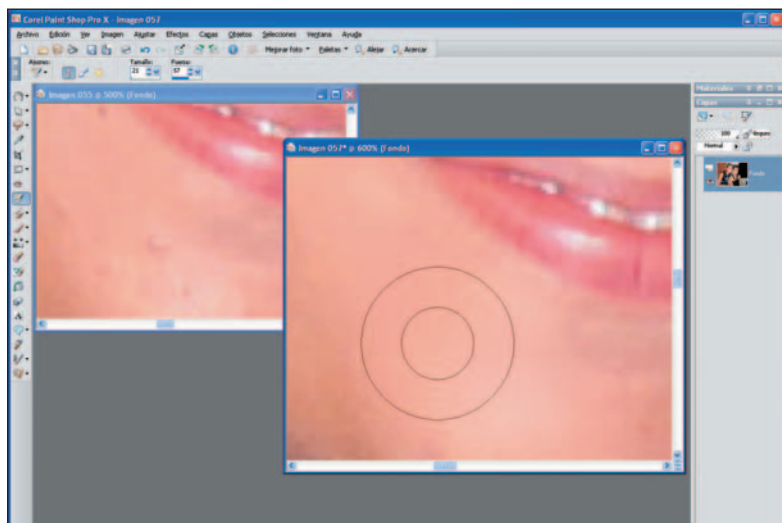 Corel Paint Shop Pro X - Imagen 057
Archivo Edición Ver Imagen Ajustar Efectos Capas Objetos Selecciones Ventana Ayuda
Mejorar foto Paletas Alejar Acercar
Ajustes: Tamaño: Fuerza:
21 57
Imagen 055 @ 500% (Fondo)
Imagen 057* @ 600% (Fondo)
Materiales
Capas
100 Ninguno
Normal
Fondo